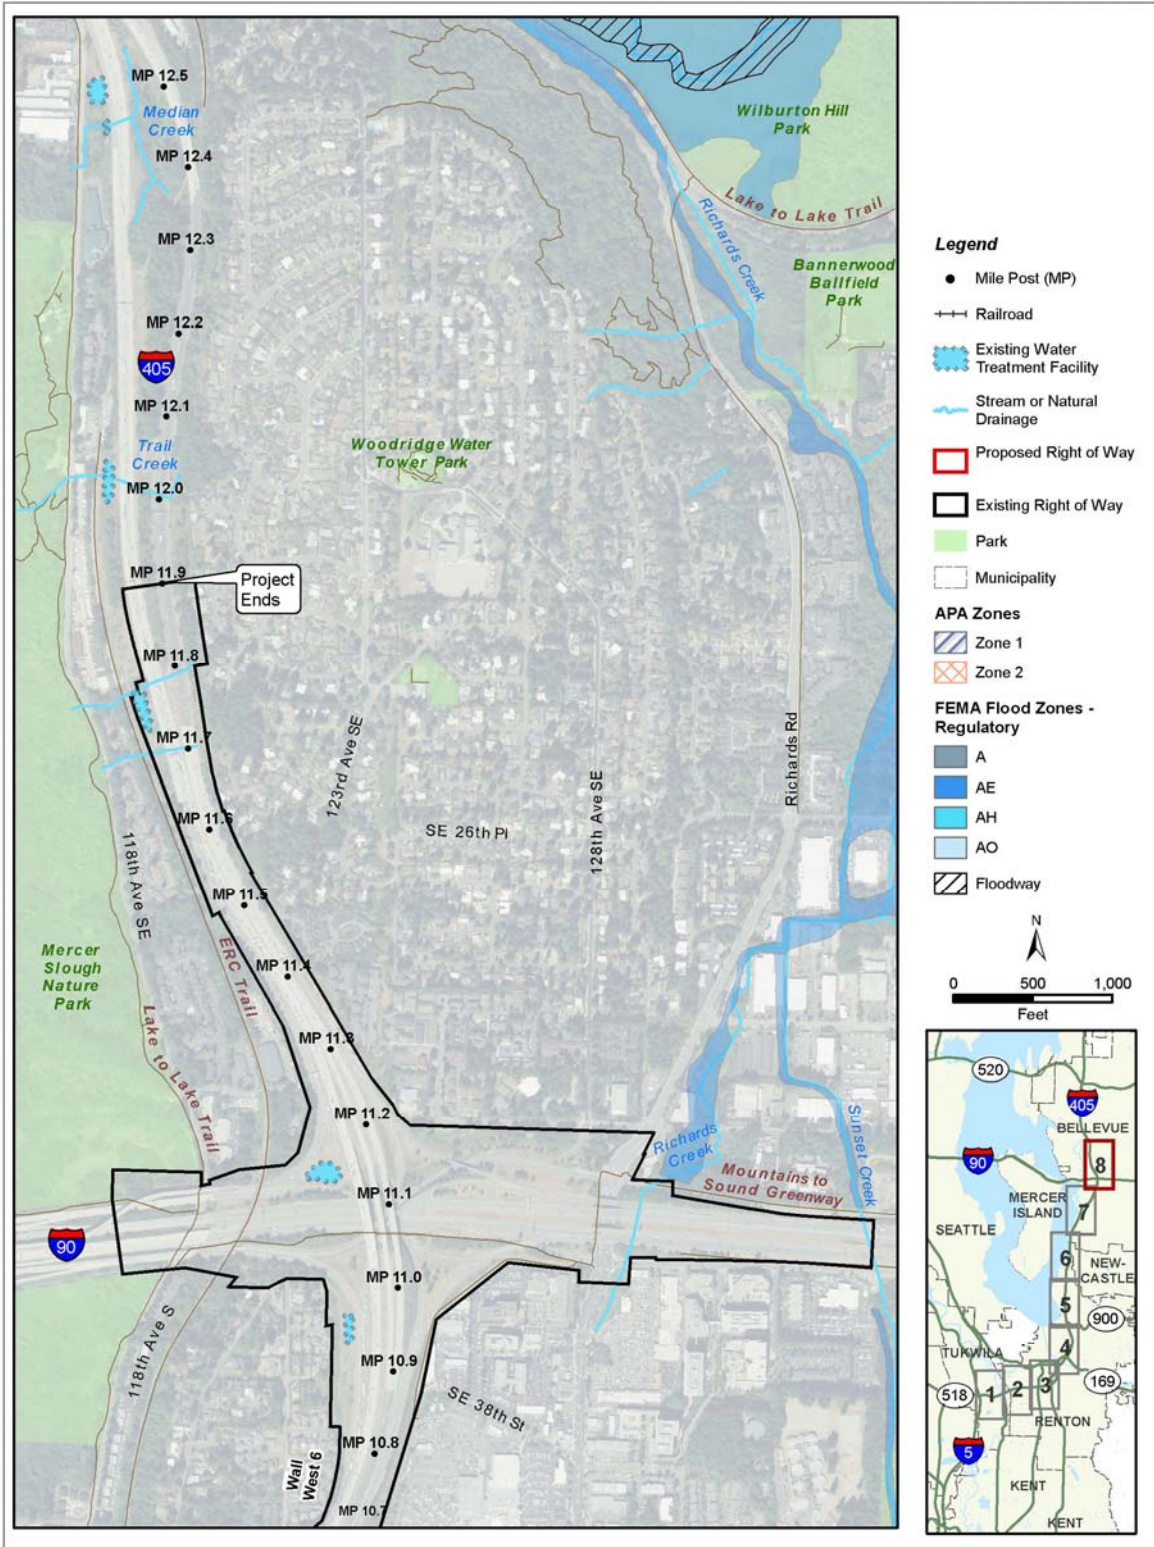 MP 12.5
Median
Creek
MP 12.4
MP 12.3
MP 12.2
405
MP 12.1
Trail
Creek
MP 12.0
MP 11.9
Project
Ends
MP 11.8
MP 11.7
MP 11.6
MP 11.5
MP 11.4
MP 11.3
MP 11.2
MP 11.1
MP 11.0
MP 10.9
MP 10.8
MP 10.7
Wilburton Hill
Park
Lake to Lake Trail
Richards Creek
Bannerwood
Ballfield
Park
Woodridge Water
Tower Park
123rd Ave SE
SE 26th Pl
128th Ave SE
Richards Rd
118th Ave SE
ERC Trail
Mercer
Slough
Nature
Park
Lake to Lake Trail
Richards
Creek
Sunset Creek
Mountains to
Sound Greenway
90
118th Ave S
SE 38th St
Wall
West 6
Legend
Mile Post (MP)
Railroad
Existing Water
Treatment Facility
Stream or Natural
Drainage
Proposed Right of Way
Existing Right of Way
Park
Municipality
APA Zones
Zone 1
Zone 2
FEMA Flood Zones -
Regulatory
A
AE
AH
AO
Floodway
N
0 500 1,000
Feet
520
405
BELLEVUE
90
8
MERCER
ISLAND
7
SEATTLE
6
NEW-
CASTLE
5
900
4
TUKWILA
169
3
2
1
518
RENTON
5
KENT
KENT